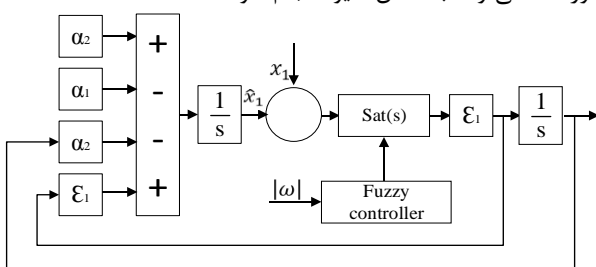 α₂
+
α₁
-
α₂
-
Ɛ₁
+
1
s
x̂₁
x₁
Sat(s)
Ɛ₁
1
s
|ω|
Fuzzy
controller